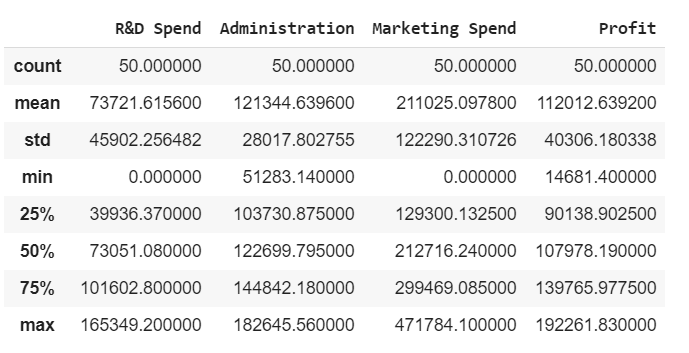 R&D Spend Administration Marketing Spend Profit
count 50.000000 50.000000 50.000000 50.000000
mean 73721.615600 121344.639600 211025.097800 112012.639200
std 45902.256482 28017.802755 122290.310726 40306.180338
min 0.000000 51283.140000 0.000000 14681.400000
25% 39936.370000 103730.875000 129300.132500 90138.902500
50% 73051.080000 122699.795000 212716.240000 107978.190000
75% 101602.800000 144842.180000 299469.085000 139765.977500
max 165349.200000 182645.560000 471784.100000 192261.830000